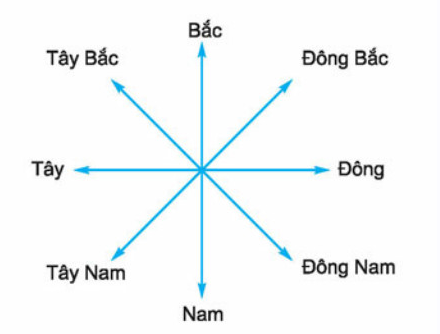 Bắc
Tây Bắc
Đông Bắc
Tây
Đông
Tây Nam
Đông Nam
Nam